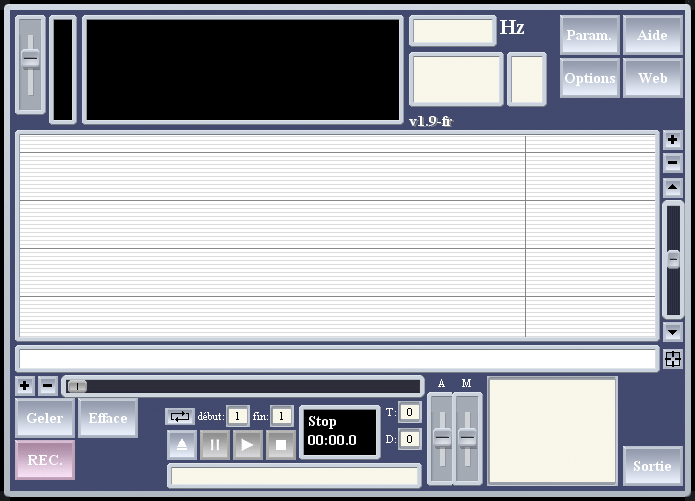 Hz
Param.
Aide
Options
Web
v1.9-fr
A M
Geler
Efface
début: 1 fin: 1
Stop
00:00.0
T: 0
D: 0
REC.
Sortie